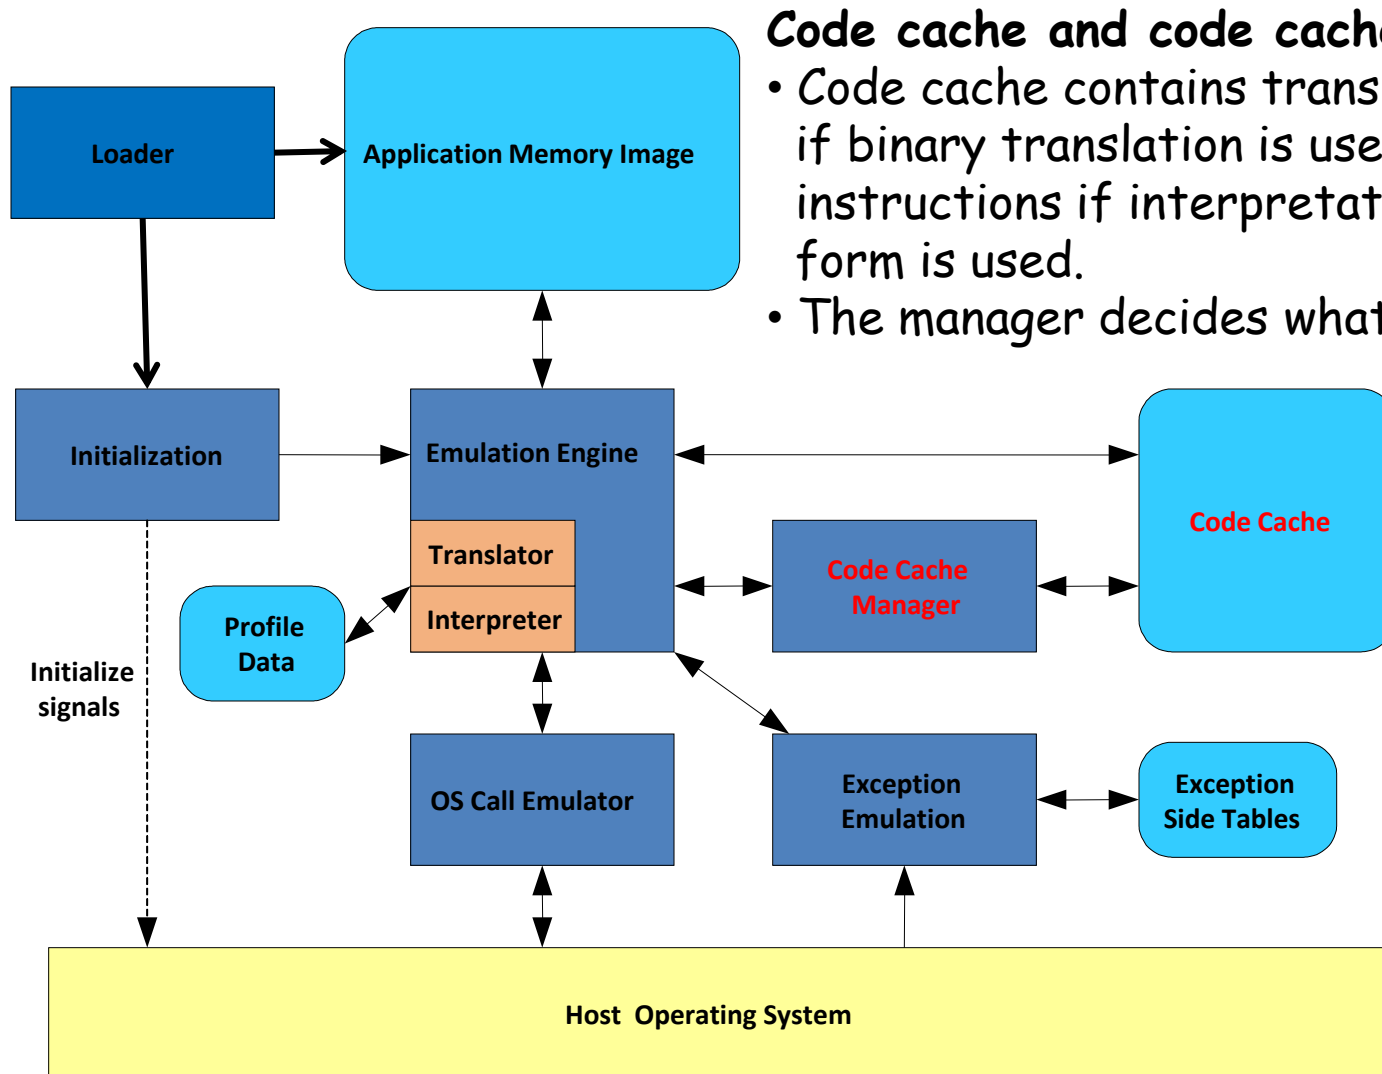 Code cache and code cache
• Code cache contains trans
if binary translation is use
instructions if interpretat
form is used.
• The manager decides what
Loader
Application Memory Image
Initialization
Emulation Engine
Translator
Interpreter
Code Cache
Manager
Code Cache
Profile
Data
Initialize
signals
OS Call Emulator
Exception
Emulation
Exception
Side Tables
Host Operating System